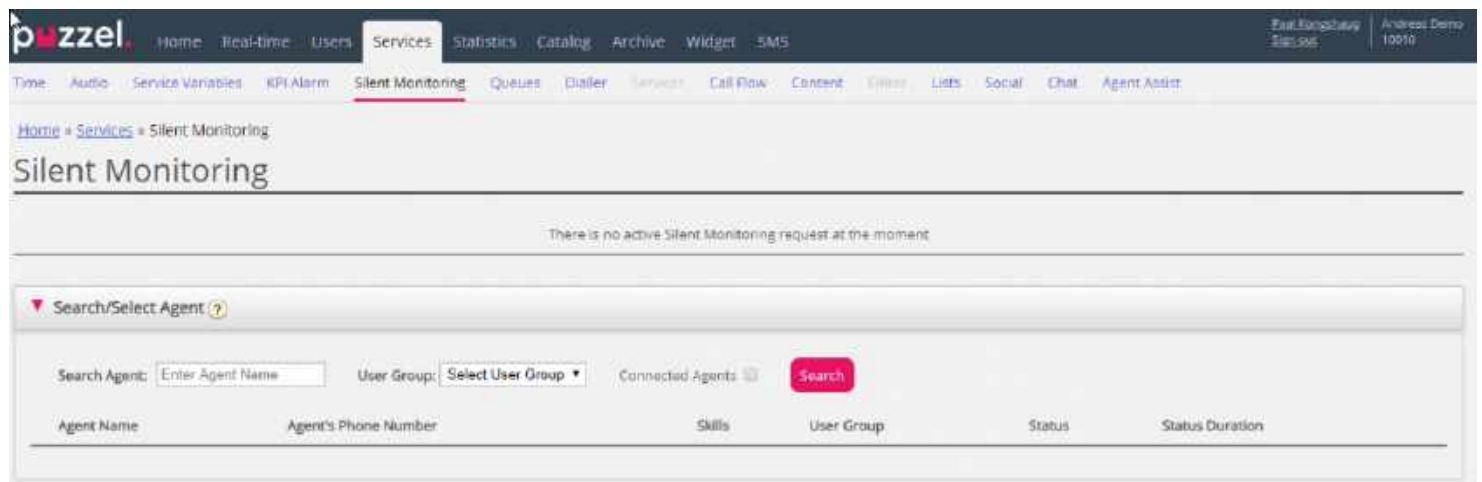 puzzel.
Home Real-time Users Services Statistics Catalog Archive Widget SMS
Andreas Demo
Sign out
10010
Time Audio Service Variables KPI Alarm Silent Monitoring Queues Dialler Services Call Flow Content Lists Social Chat Agent Assist
Home » Services » Silent Monitoring
Silent Monitoring
There is no active Silent Monitoring request at the moment
Search/Select Agent ?
Search Agent: Enter Agent Name User Group: Select User Group Connected Agents Search
Agent Name Agent's Phone Number Skills User Group Status Status Duration